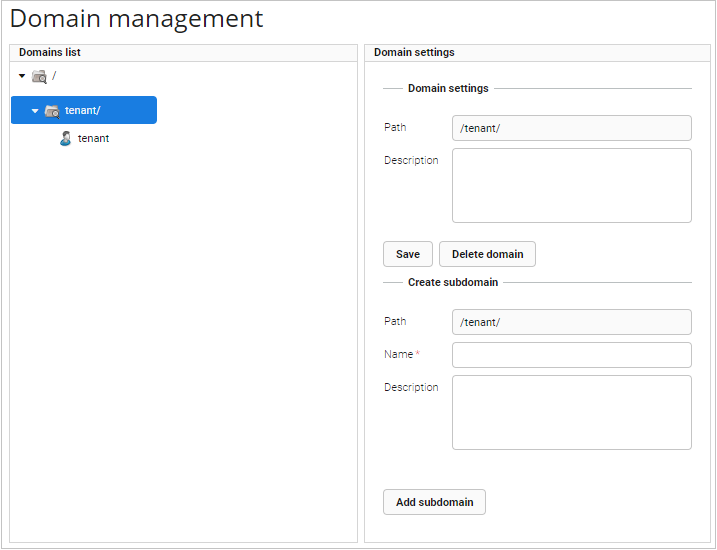 Domain management
Domains list
/
tenant/
tenant
Domain settings
Domain settings
Path
/tenant/
Description
Save
Delete domain
Create subdomain
Path
/tenant/
Name *
Description
Add subdomain